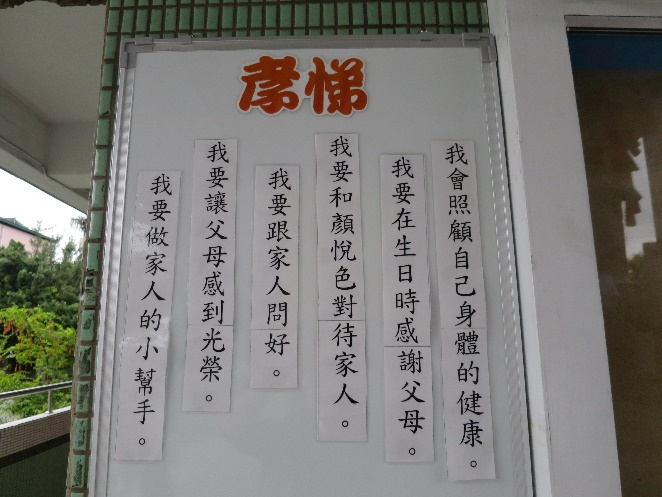 孝悌
我會照顧自己身體的健康。
我要在生日時感謝父母。
我要和顏悅色對待家人。
我要跟家人問好。
我要讓父母感到光榮。
我要做家人的小幫手。